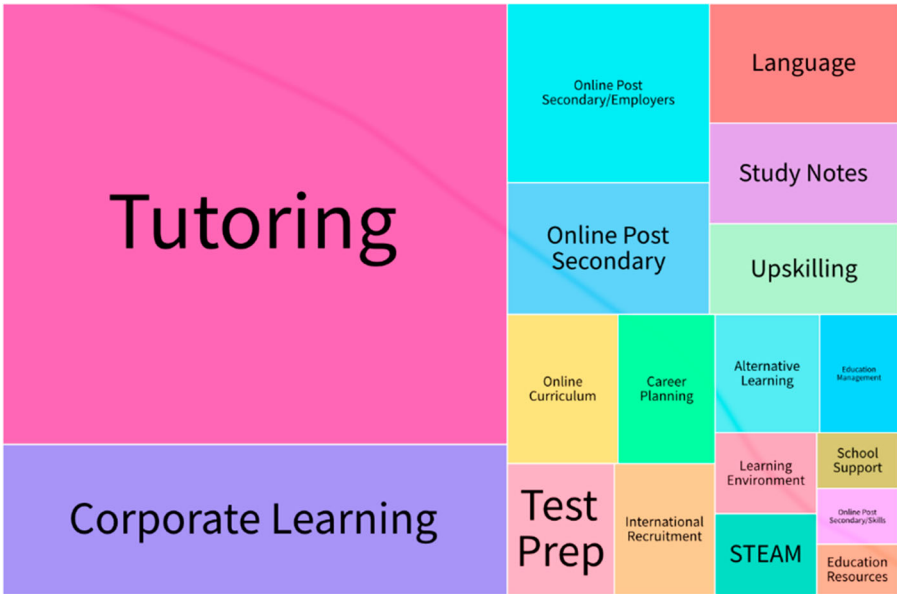 Tutoring
Corporate Learning
Online Post
Secondary/Employers
Online Post
Secondary
Language
Study Notes
Upskilling
Online
Curriculum
Career
Planning
Test
Prep
International
Recruitment
Alternative
Learning
Education
Management
Learning
Environment
STEAM
School
Support
Online Post
Secondary/Skills
Education
Resources